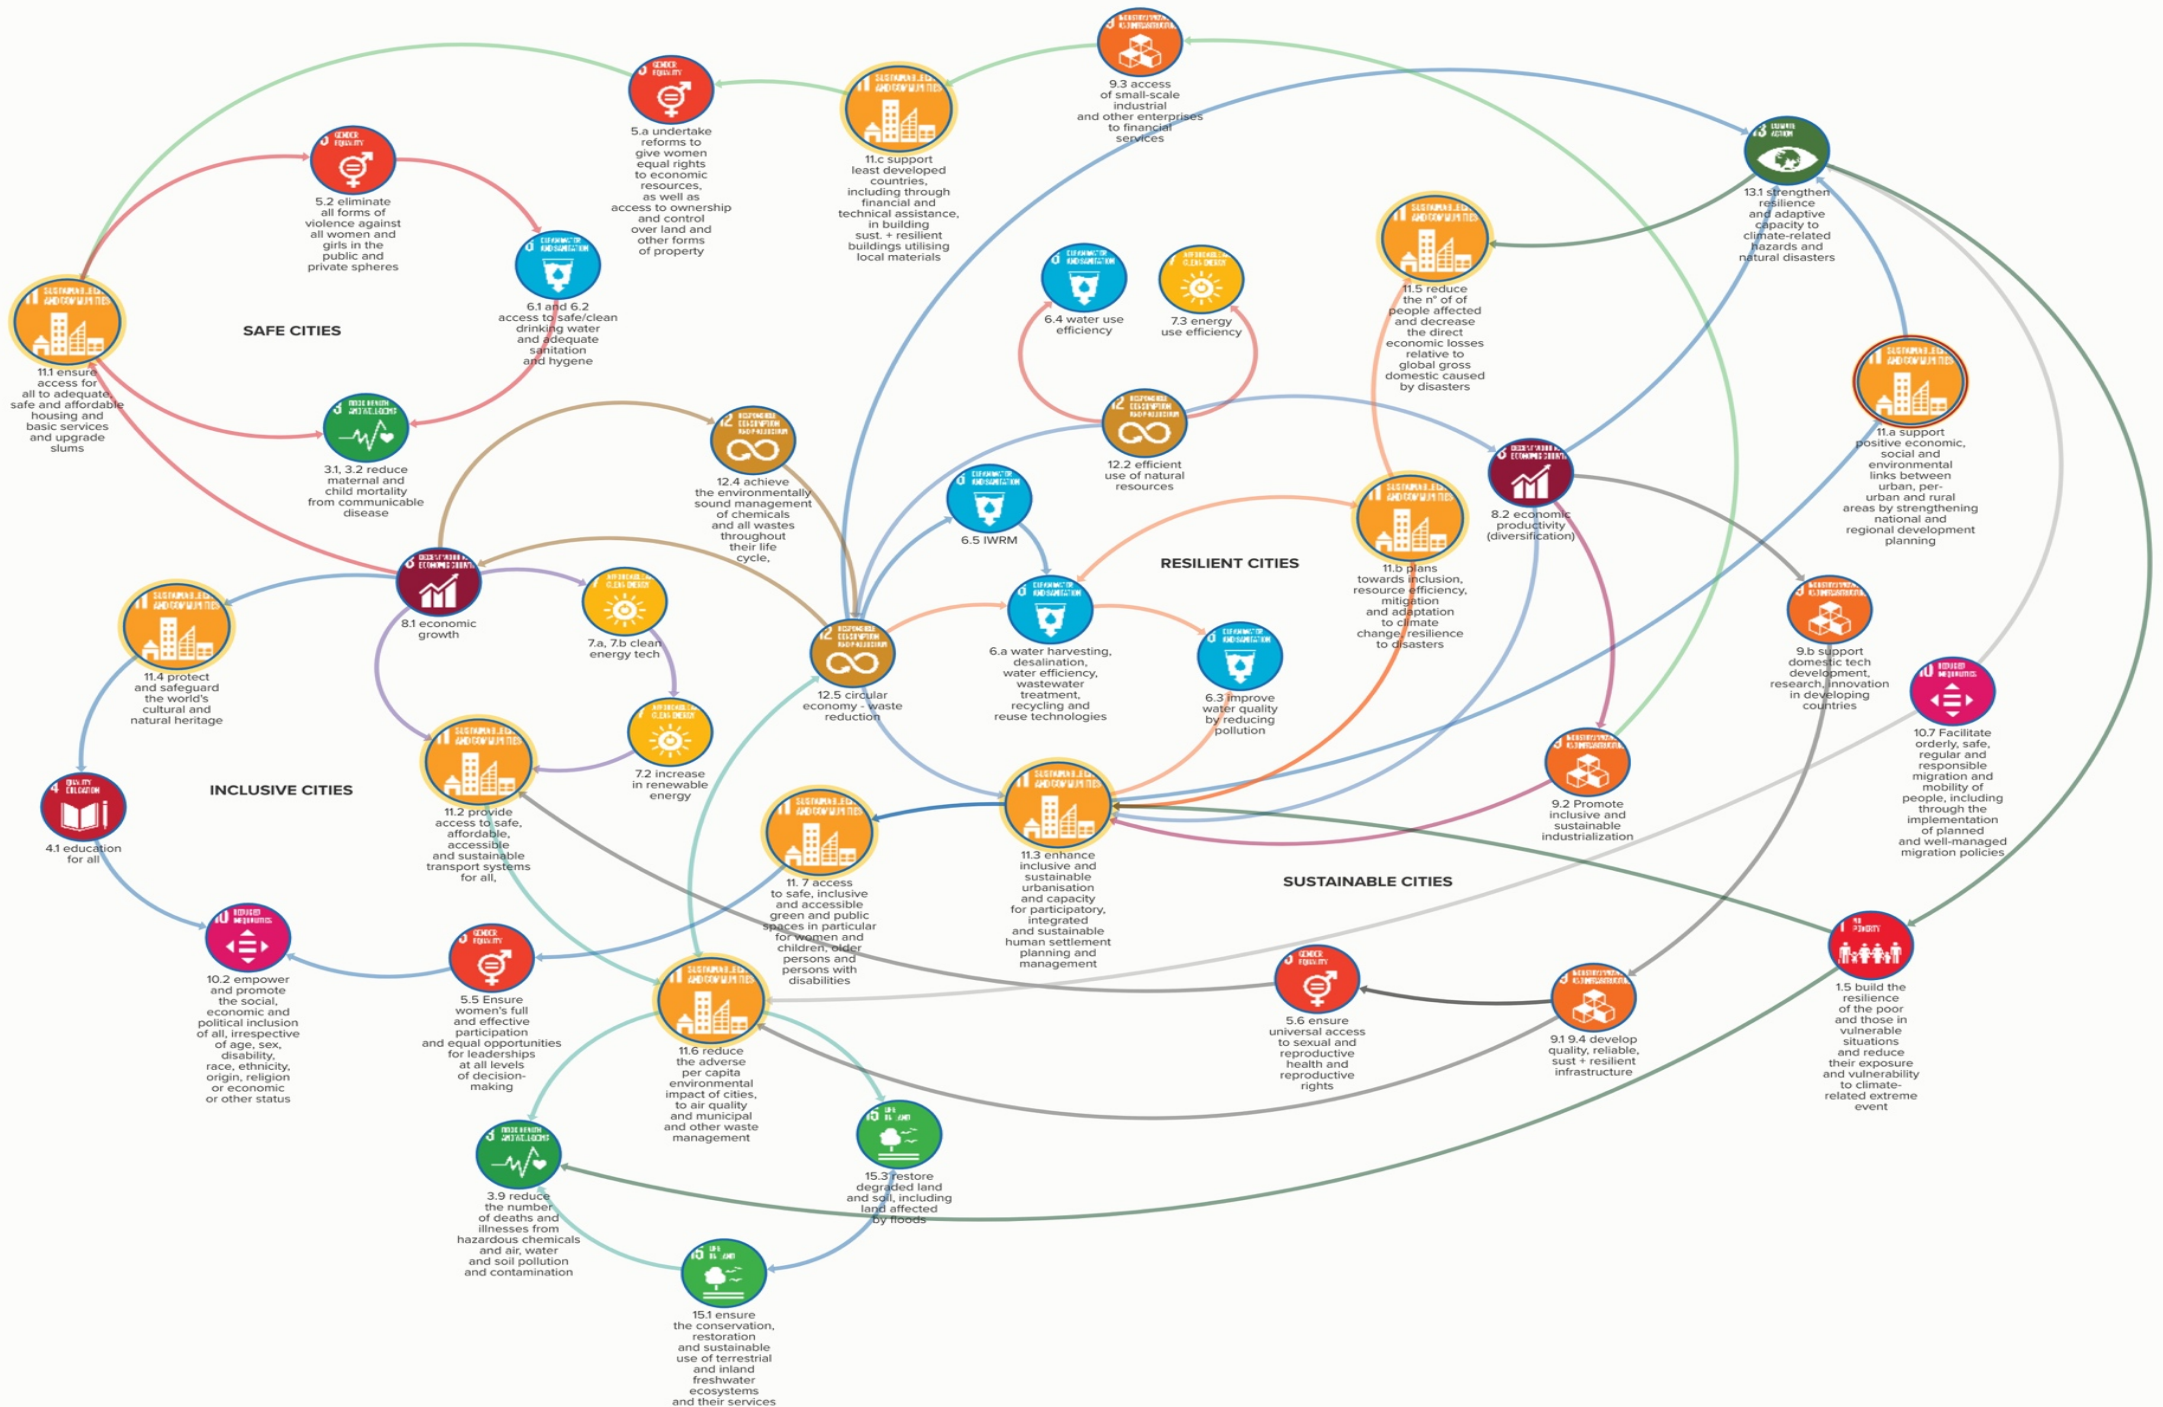 9.3 access
of small-scale
industrial
and other enterprises
to financial
services
GENDER
EQUALITY
5.a undertake
reforms to
give women
equal rights
to economic
resources,
as well as
access to ownership
and control
over land and
other forms
of property
11.c support
least developed
countries,
including through
financial and
technical assistance,
in building
sust. + resilient
buildings utilising
local materials
13 CLIMATE
ACTION
13.1 strengthen
resilience
and adaptive
capacity to
climate-related
hazards and
natural disasters
GENDER
EQUALITY
5.2 eliminate
all forms of
violence against
all women and
girls in the
public and
private spheres
6.1 and 6.2
access to safe/clean
drinking water
and adequate
sanitation
and hygene
SAFE CITIES
11.1 ensure
access for
all to adequate,
safe and affordable
housing and
basic services
and upgrade
slums
3.1, 3.2 reduce
maternal and
child mortality
from communicable
disease
6.4 water use
efficiency
7.3 energy
use efficiency
11.5 reduce
the n° of of
people affected
and decrease
the direct
economic losses
relative to
global gross
domestic caused
by disasters
11.a support
positive economic,
social and
environmental
links between
urban, per-
urban and rural
areas by strengthening
national and
regional development
planning
12.4 achieve
the environmentally
sound management
of chemicals
and all wastes
throughout
their life
cycle,
12.2 efficient
use of natural
resources
6.5 IWRM
RESILIENT CITIES
8.2 economic
productivity
(diversification)
11.b plans
towards inclusion,
resource efficiency,
mitigation
and adaptation
to climate
change, resilience
to disasters
8.1 economic
growth
7.a, 7.b clean
energy tech
11.4 protect
and safeguard
the world's
cultural and
natural heritage
12.5 circular
economy - waste
reduction
6.a water harvesting,
desalination,
water efficiency,
wastewater
treatment,
recycling and
reuse technologies
6.3 improve
water quality
by reducing
pollution
9.b support
domestic tech
development,
research, innovation
in developing
countries
10 REDUCED
INEQUALITIES
10.7 Facilitate
orderly, safe,
regular and
responsible
migration and
mobility of
people, including
through the
implementation
of planned
and well-managed
migration policies
7.2 increase
in renewable
energy
9.2 Promote
inclusive and
sustainable
industrialization
INCLUSIVE CITIES
4 QUALITY
EDUCATION
4.1 education
for all
11.2 provide
access to safe,
affordable,
accessible
and sustainable
transport systems
for all,
11. 7 access
to safe, inclusive
and accessible
green and public
spaces in particular
for women and
children, older
persons and
persons with
disabilities
11.3 enhance
inclusive and
sustainable
urbanisation
and capacity
for participatory,
integrated
and sustainable
human settlement
planning and
management
SUSTAINABLE CITIES
10 REDUCED
INEQUALITIES
10.2 empower
and promote
the social,
economic and
political inclusion
of all, irrespective
of age, sex,
disability,
race, ethnicity,
origin, religion
or economic
or other status
GENDER
EQUALITY
5.5 Ensure
women's full
and effective
participation
and equal opportunities
for leaderships
at all levels
of decision-
making
11.6 reduce
the adverse
per capita
environmental
impact of cities,
to air quality
and municipal
and other waste
management
GENDER
EQUALITY
5.6 ensure
universal access
to sexual and
reproductive
health and
reproductive
rights
9.1 9.4 develop
quality, reliable,
sust + resilient
infrastructure
1 NO
POVERTY
1.5 build the
resilience
of the poor
and those in
vulnerable
situations
and reduce
their exposure
and vulnerability
to climate-
related extreme
event
3.9 reduce
the number
of deaths and
illnesses from
hazardous chemicals
and air, water
and soil pollution
and contamination
15.3 restore
degraded land
and soil, including
land affected
by floods
15.1 ensure
the conservation,
restoration
and sustainable
use of terrestrial
and inland
freshwater
ecosystems
and their services